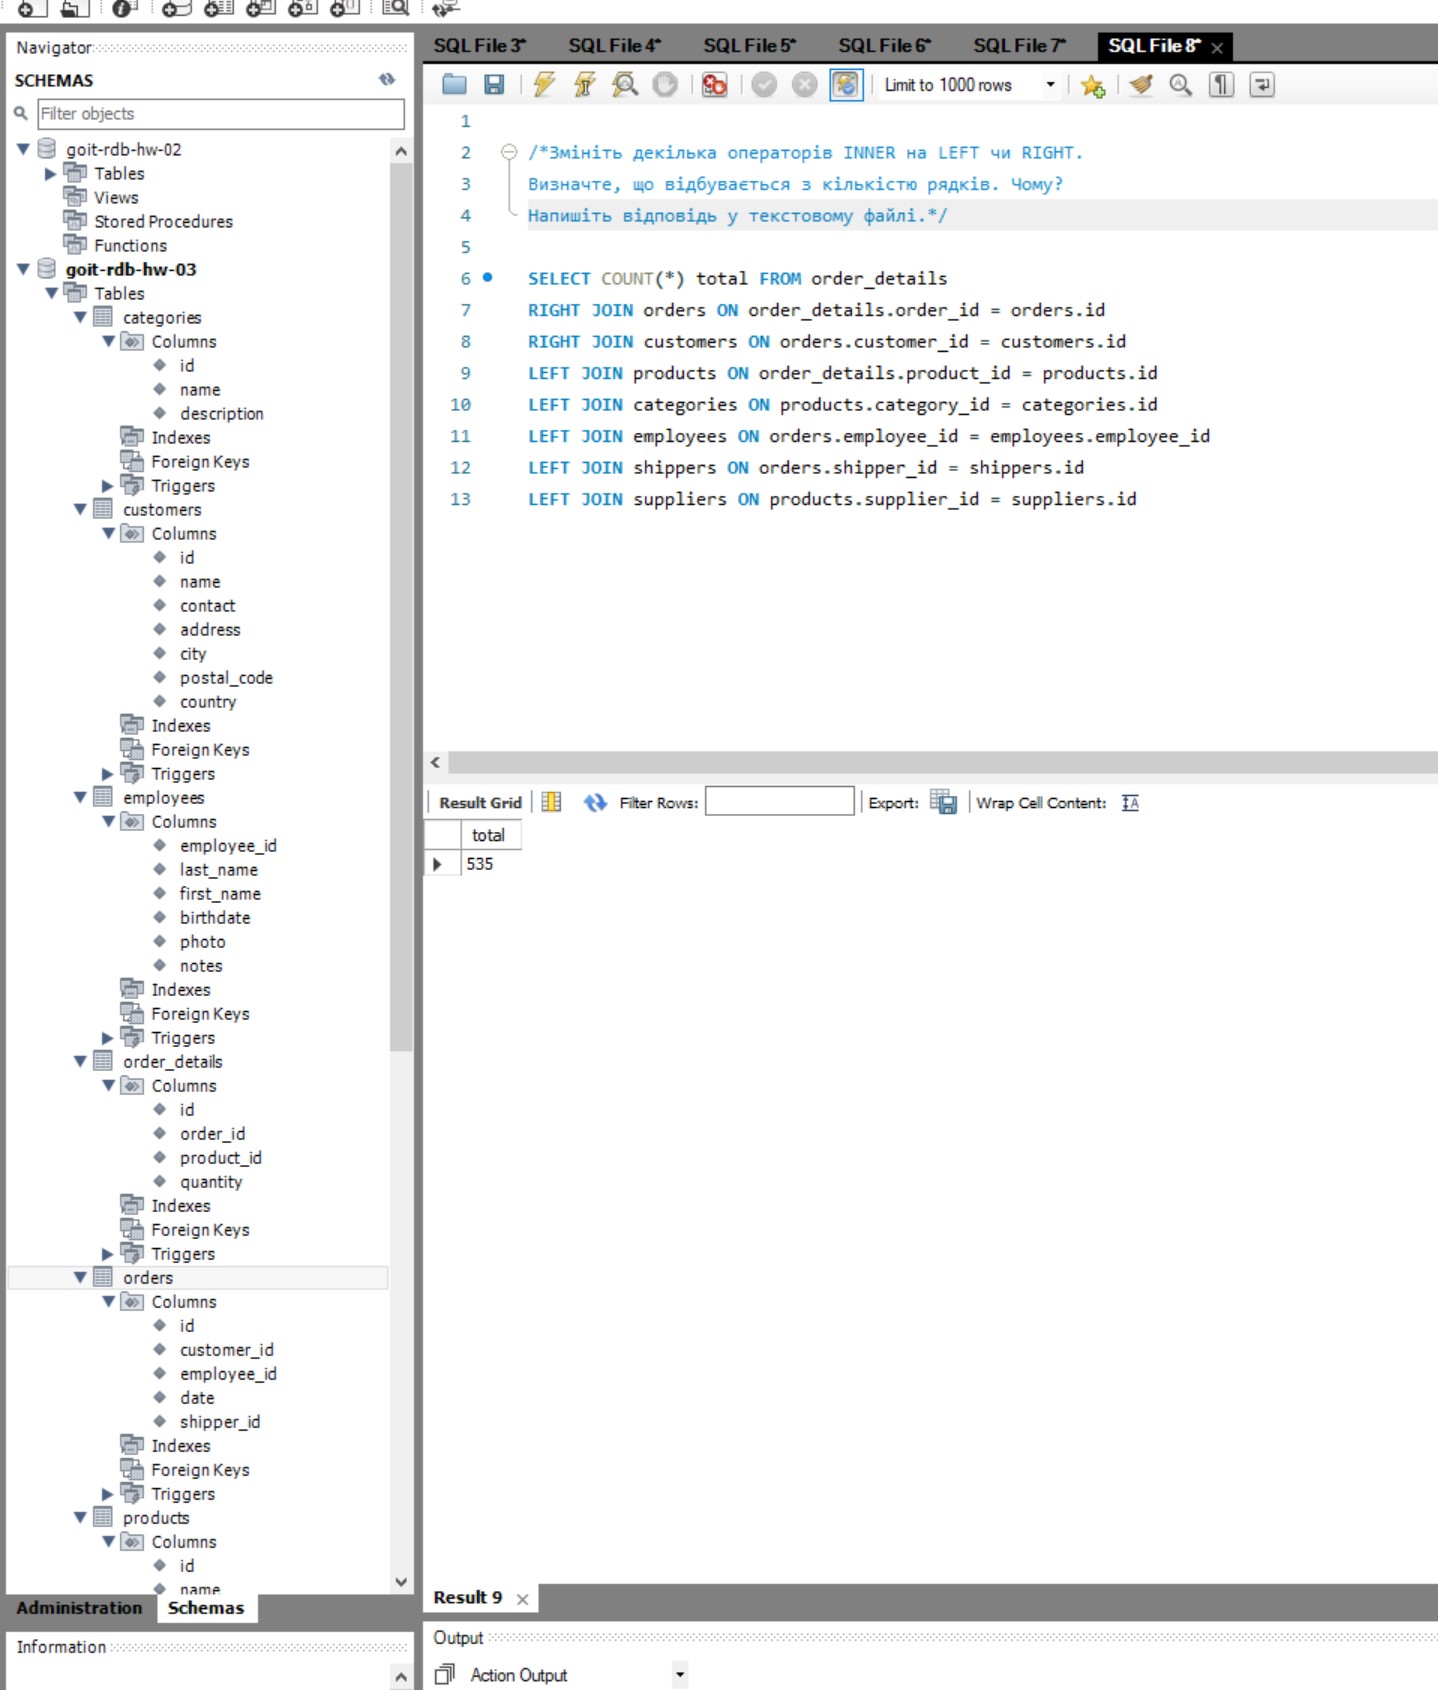 Navigator
SCHEMAS
Filter objects
goit-rdb-hw-02
Tables
Views
Stored Procedures
Functions
goit-rdb-hw-03
Tables
categories
Columns
id
name
description
Indexes
Foreign Keys
Triggers
customers
Columns
id
name
contact
address
city
postal_code
country
Indexes
Foreign Keys
Triggers
employees
Columns
employee_id
last_name
first_name
birthdate
photo
notes
Indexes
Foreign Keys
Triggers
order_details
Columns
id
order_id
product_id
quantity
Indexes
Foreign Keys
Triggers
orders
Columns
id
customer_id
employee_id
date
shipper_id
Indexes
Foreign Keys
Triggers
products
Columns
id
name
Administration Schemas
Information
SQL File 3* SQL File 4* SQL File 5* SQL File 6* SQL File 7* SQL File 8*
Limit to 1000 rows
1
2 /*Змініть декілька операторів INNER на LEFT чи RIGHT.
3 Визначте, що відбувається з кількістю рядків. Чому?
4 Напишіть відповідь у текстовому файлі.*/
5
6 SELECT COUNT(*) total FROM order_details
7 RIGHT JOIN orders ON order_details.order_id = orders.id
8 RIGHT JOIN customers ON orders.customer_id = customers.id
9 LEFT JOIN products ON order_details.product_id = products.id
10 LEFT JOIN categories ON products.category_id = categories.id
11 LEFT JOIN employees ON orders.employee_id = employees.employee_id
12 LEFT JOIN shippers ON orders.shipper_id = shippers.id
13 LEFT JOIN suppliers ON products.supplier_id = suppliers.id
Result Grid Filter Rows: Export: Wrap Cell Content:
total
535
Result 9
Output
Action Output